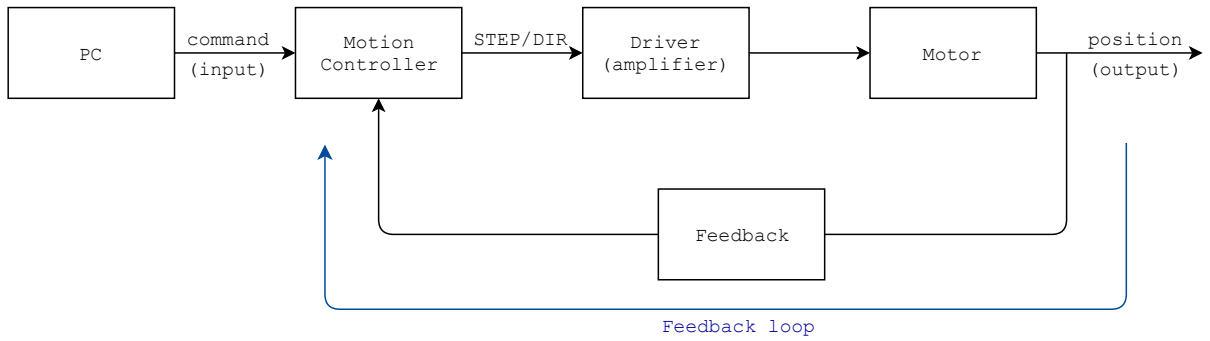 PC
command
(input)
Motion
Controller
STEP/DIR
Driver
(amplifier)
Motor
position
(output)
Feedback
Feedback loop